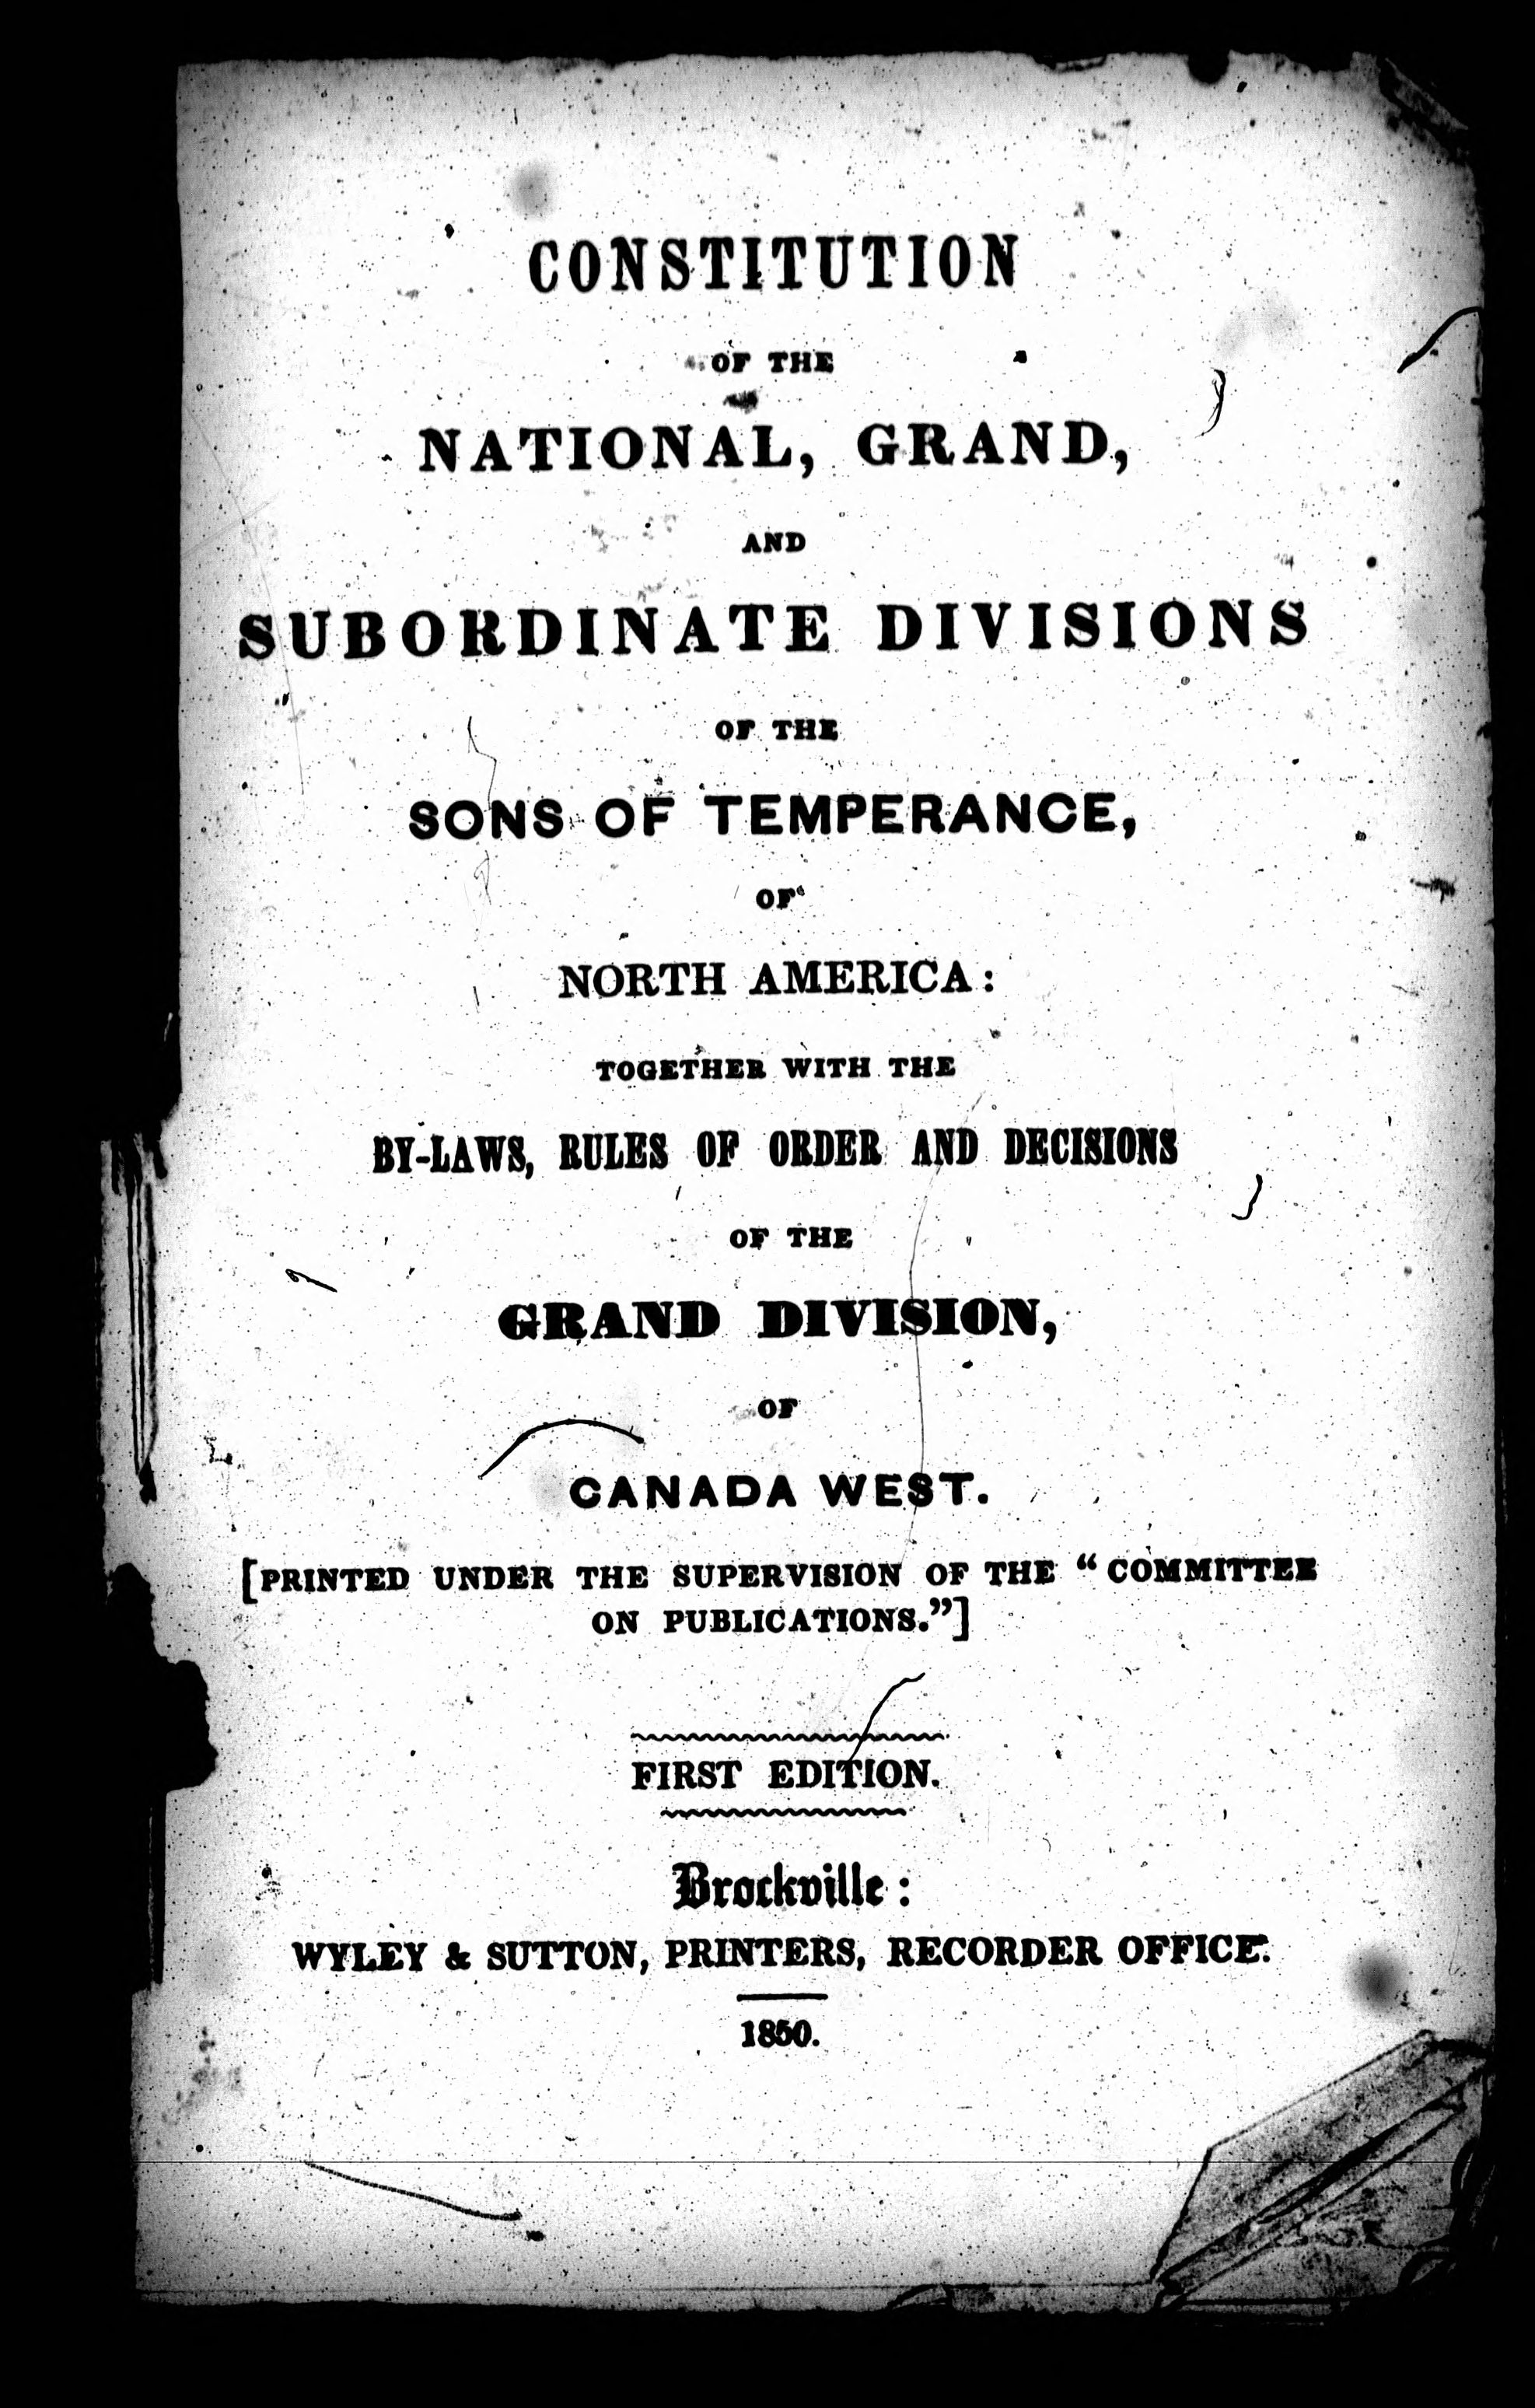 CONSTITUTION
OF THE
NATIONAL, GRAND,
AND
SUBORDINATE DIVISIONS
OF THE
SONS OF TEMPERANCE,
OF
NORTH AMERICA:
TOGETHER WITH THE
BY-LAWS, RULES OF ORDER AND DECISIONS
OF THE
GRAND DIVISION,
OF
CANADA WEST.
[PRINTED UNDER THE SUPERVISION OF THE "COMMITTEE
ON PUBLICATIONS."]
FIRST EDITION.
Brockville:
WYLEY & SUTTON, PRINTERS, RECORDER OFFICE.
1850.